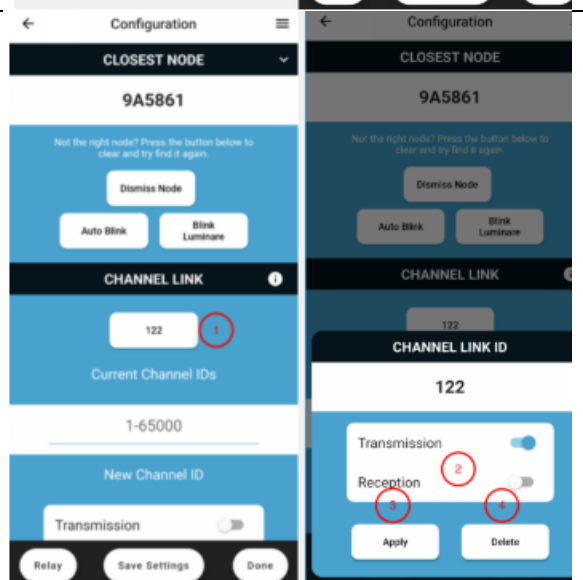 Configuration
CLOSEST NODE
9A5861
Not the right node? Press the button below to
clear and try find it again.
Dismiss Node
Auto Blink
Blink
Luminare
CHANNEL LINK
122
1
Current Channel IDs
1-65000
New Channel ID
Transmission
Relay
Save Settings
Done
Configuration
CLOSEST NODE
9A5861
Not the right node? Press the button below to
clear and try find it again.
Dismiss Node
Auto Blink
Blink
Luminare
CHANNEL LINK
122
CHANNEL LINK ID
122
Transmission
2
Reception
3
4
Apply
Delete